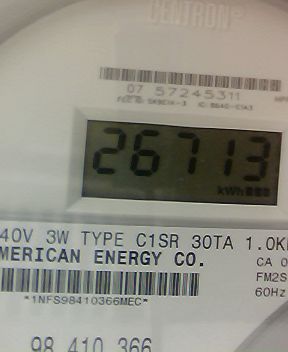 CENTRON®
07 57245311
26713
kWh
40V 3W TYPE C1SR 30TA 1.0K
MERICAN ENERGY CO.
CA 0
FM2S
60Hz
*1NFS98410366MEC*
98 410 366